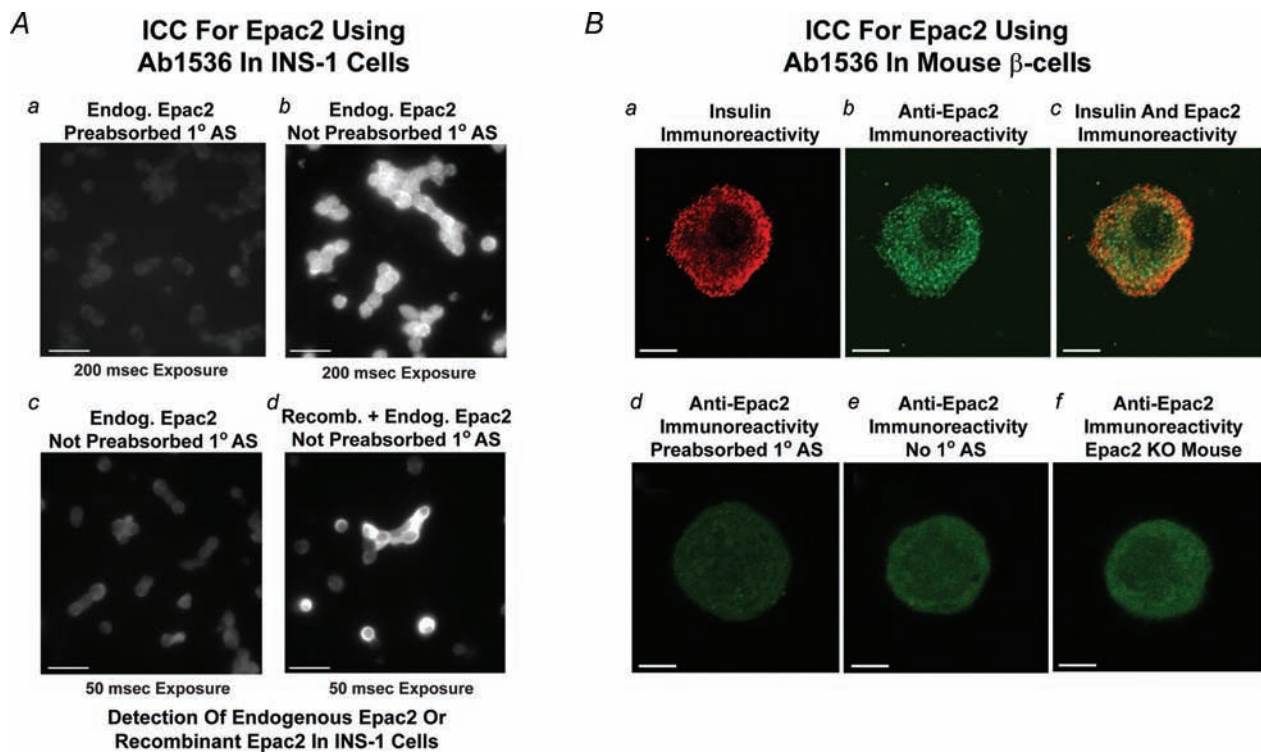 A
ICC For Epac2 Using
Ab1536 In INS-1 Cells
a
Endog. Epac2
Preabsorbed 1° AS
b
Endog. Epac2
Not Preabsorbed 1° AS
200 msec Exposure
200 msec Exposure
c
Endog. Epac2
Not Preabsorbed 1° AS
d
Recomb. + Endog. Epac2
Not Preabsorbed 1° AS
50 msec Exposure
50 msec Exposure
Detection Of Endogenous Epac2 Or
Recombinant Epac2 In INS-1 Cells
B
ICC For Epac2 Using
Ab1536 In Mouse β-cells
a
Insulin
Immunoreactivity
b
Anti-Epac2
Immunoreactivity
c
Insulin And Epac2
Immunoreactivity
d
Anti-Epac2
Immunoreactivity
Preabsorbed 1° AS
e
Anti-Epac2
Immunoreactivity
No 1° AS
f
Anti-Epac2
Immunoreactivity
Epac2 KO Mouse